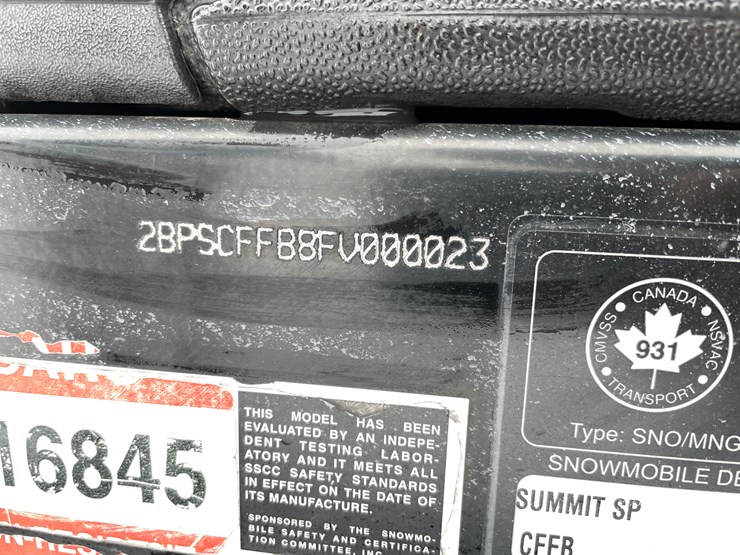 2BPSCFFB8FV000023
CANADA
CMVSS
NSVAC
931
TRANSPORT
Type: SNO/MNG
SNOWMOBILE DE
SUMMIT SP
CFFB
16845
THIS MODEL HAS BEEN
EVALUATED BY AN INDEPE-
DENT TESTING LABOR-
ATORY AND IT MEETS ALL
SSCC SAFETY STANDARDS
IN EFFECT ON THE DATE OF
ITS MANUFACTURE.
SPONSORED BY THE SNOWMO-
BILE SAFETY AND CERTIFICA-
TION COMMITTEE, INC.